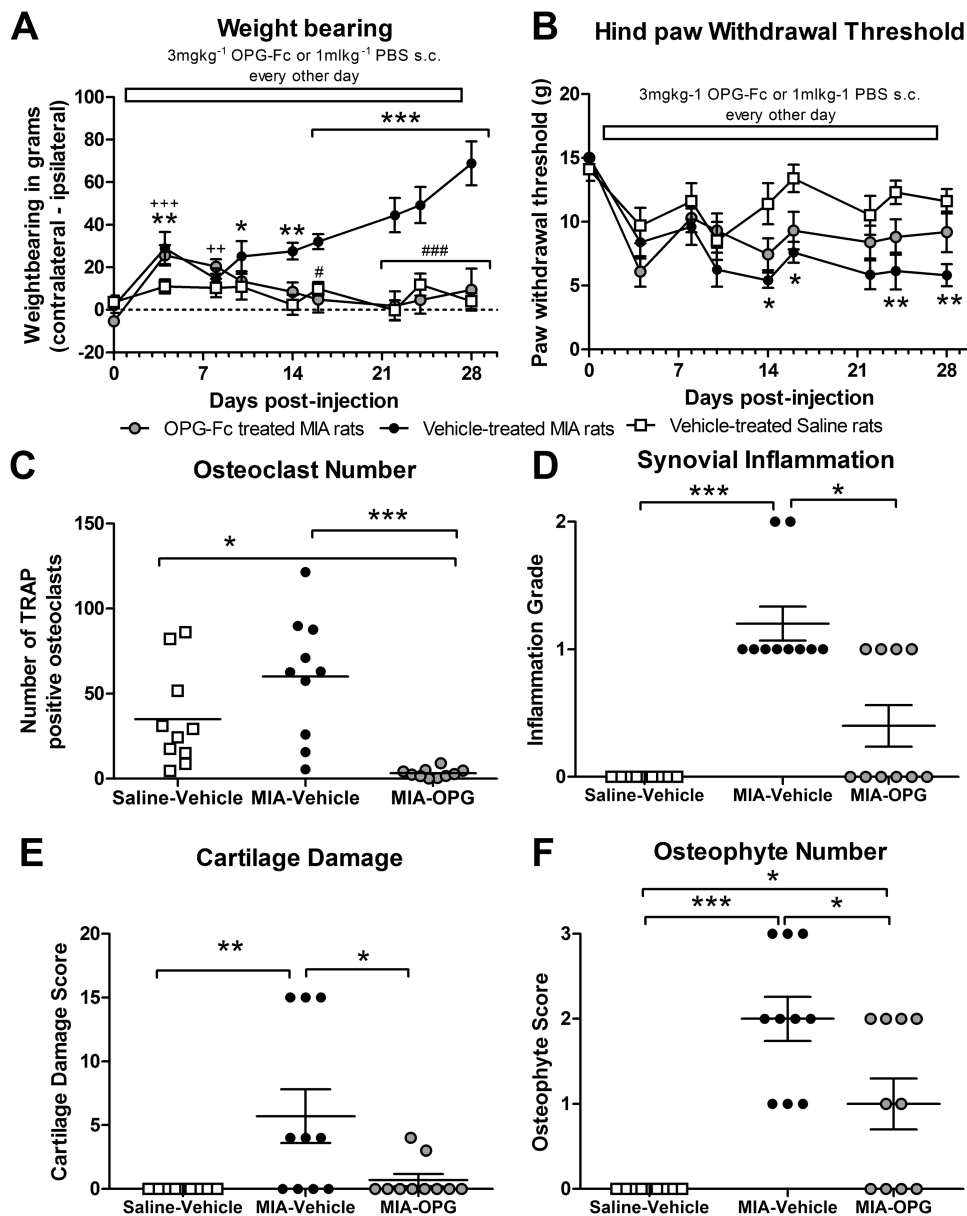 A
Weight bearing
3mgkg-1 OPG-Fc or 1mlkg-1 PBS s.c.
every other day
Weightbearing in grams
(contralateral - ipsilateral)
100
80
60
40
20
0
-20
***
+++
**
++
*
**
#
###
0
7
14
21
28
Days post-injection
B
Hind paw Withdrawal Threshold
3mgkg-1 OPG-Fc or 1mlkg-1 PBS s.c.
every other day
Paw withdrawal threshold (g)
20
15
10
5
0
*
*
**
**
0
7
14
21
28
Days post-injection
OPG-Fc treated MIA rats
Vehicle-treated MIA rats
Vehicle-treated Saline rats
C
Osteoclast Number
Number of TRAP
positive osteoclasts
150
100
50
0
*
***
Saline-Vehicle
MIA-Vehicle
MIA-OPG
D
Synovial Inflammation
Inflammation Grade
2
1
0
***
*
Saline-Vehicle
MIA-Vehicle
MIA-OPG
E
Cartilage Damage
Cartilage Damage Score
20
15
10
5
0
**
*
Saline-Vehicle
MIA-Vehicle
MIA-OPG
F
Osteophyte Number
Osteophyte Score
3
2
1
0
*
***
*
Saline-Vehicle
MIA-Vehicle
MIA-OPG